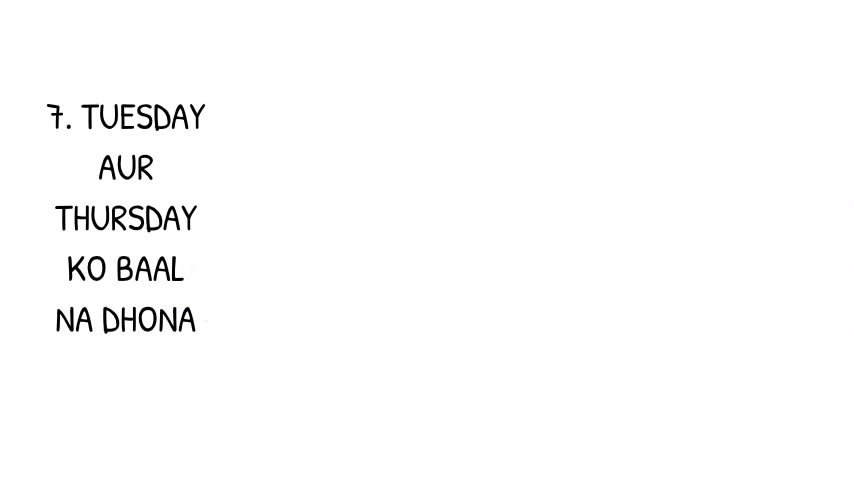 7. TUESDAY
AUR
THURSDAY
KO BAAL
NA DHONA